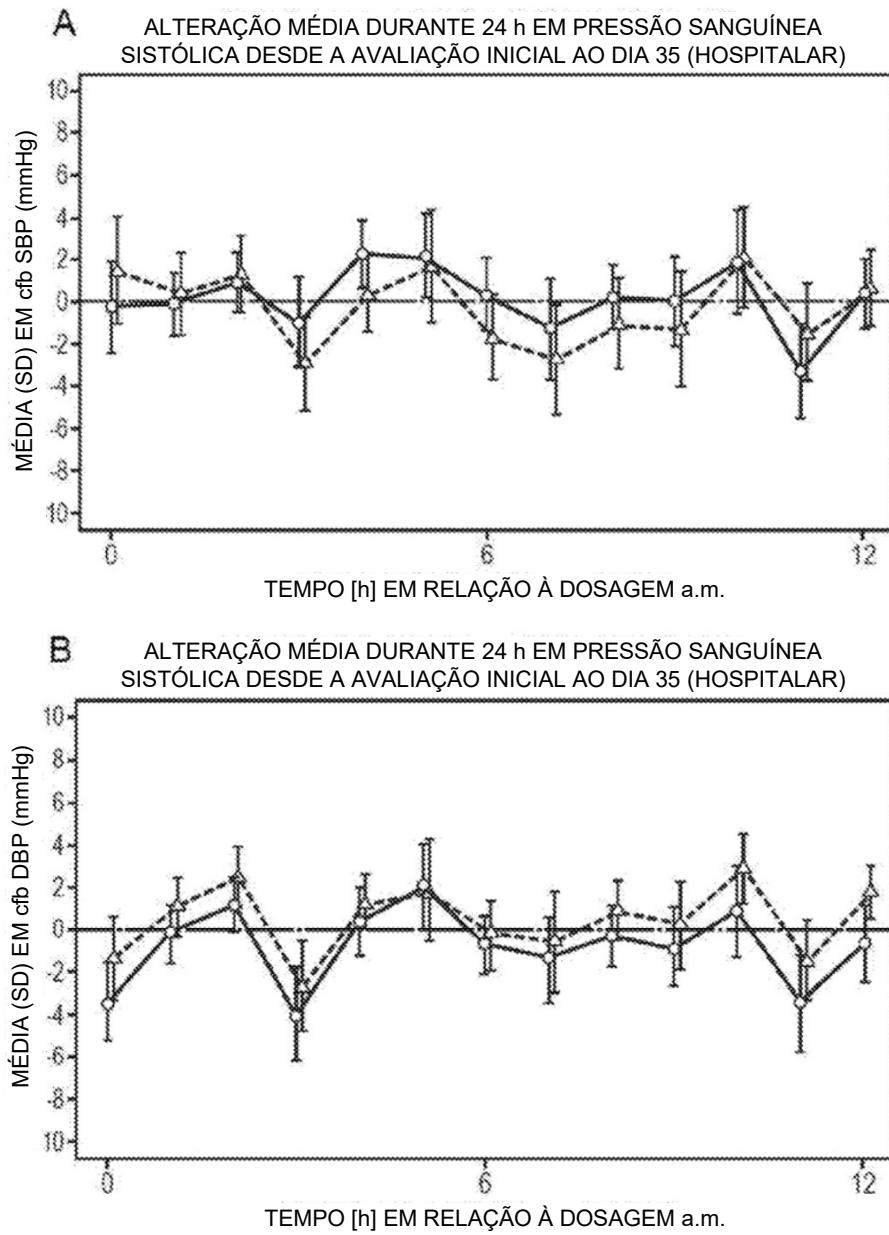 A
ALTERAÇÃO MÉDIA DURANTE 24 h EM PRESSÃO SANGUÍNEA
SISTÓLICA DESDE A AVALIAÇÃO INICIAL AO DIA 35 (HOSPITALAR)
MÉDIA (SD) EM cfb SBP (mmHg)
10
8
6
4
2
0
-2
-4
-6
-8
10
0
6
12
TEMPO [h] EM RELAÇÃO À DOSAGEM a.m.
B
ALTERAÇÃO MÉDIA DURANTE 24 h EM PRESSÃO SANGUÍNEA
SISTÓLICA DESDE A AVALIAÇÃO INICIAL AO DIA 35 (HOSPITALAR)
MÉDIA (SD) EM cfb DBP (mmHg)
10
8
6
4
2
0
-2
-4
-6
-8
10
0
6
12
TEMPO [h] EM RELAÇÃO À DOSAGEM a.m.